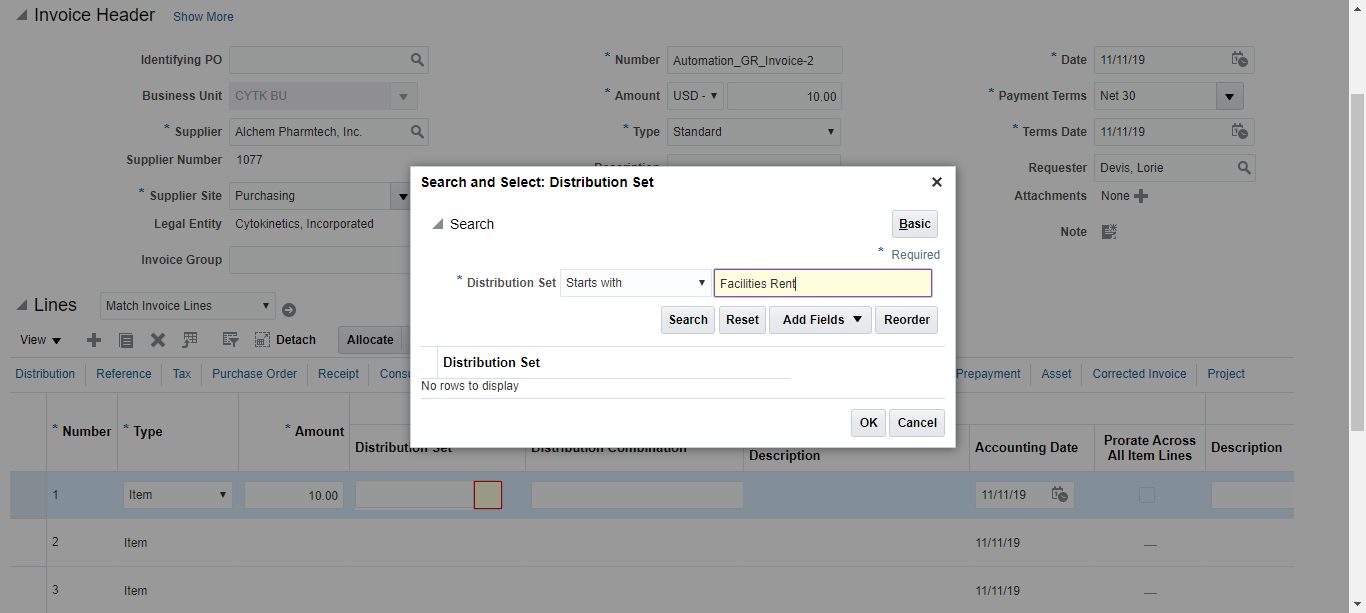 Invoice Header Show More
Identifying PO
* Number Automation_GR_Invoice-2
* Date 11/11/19
Business Unit CYTK BU
* Amount USD - 10.00
* Payment Terms Net 30
* Supplier Alchem Pharmtech, Inc.
* Type Standard
* Terms Date 11/11/19
Supplier Number 1077
Requester Devis, Lorie
* Supplier Site Purchasing
Attachments None
Legal Entity Cytokinetics, Incorporated
Note
Invoice Group
Search and Select: Distribution Set
Search
Basic
* Required
* Distribution Set Starts with Facilities Rent
Search Reset Add Fields Reorder
Distribution Set
No rows to display
OK Cancel
Lines Match Invoice Lines
View Detach Allocate
Distribution Reference Tax Purchase Order Receipt Prepayment Asset Corrected Invoice Project
* Number * Type * Amount Distribution Set Distribution Combination Description Accounting Date Prorate Across
All Item Lines Description
1 Item 10.00 11/11/19
2 Item 11/11/19 —
3 Item 11/11/19 —